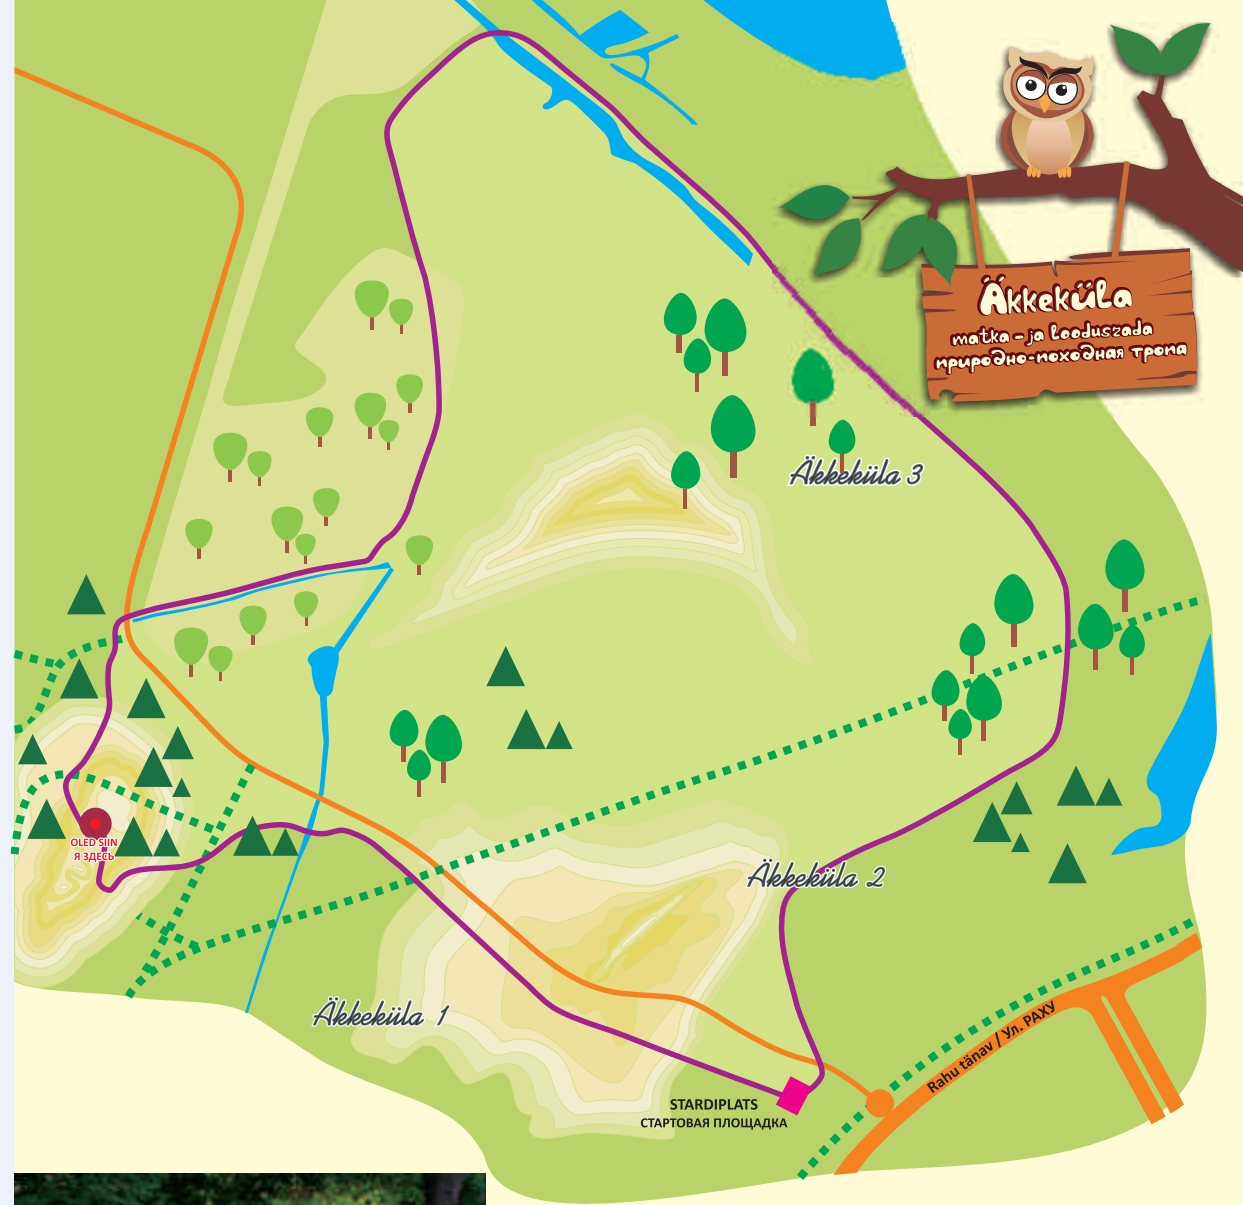 Äkkeküla
matka-ja looduszada
природно-походная тропа
Äkkeküla 3
OLED SIIN
Я ЗДЕСЬ
Äkkeküla 2
Äkkeküla 1
Rahu tänav / Ул. РАХУ
STARDIPLATS
СТАРТОВАЯ ПЛОЩАДКА